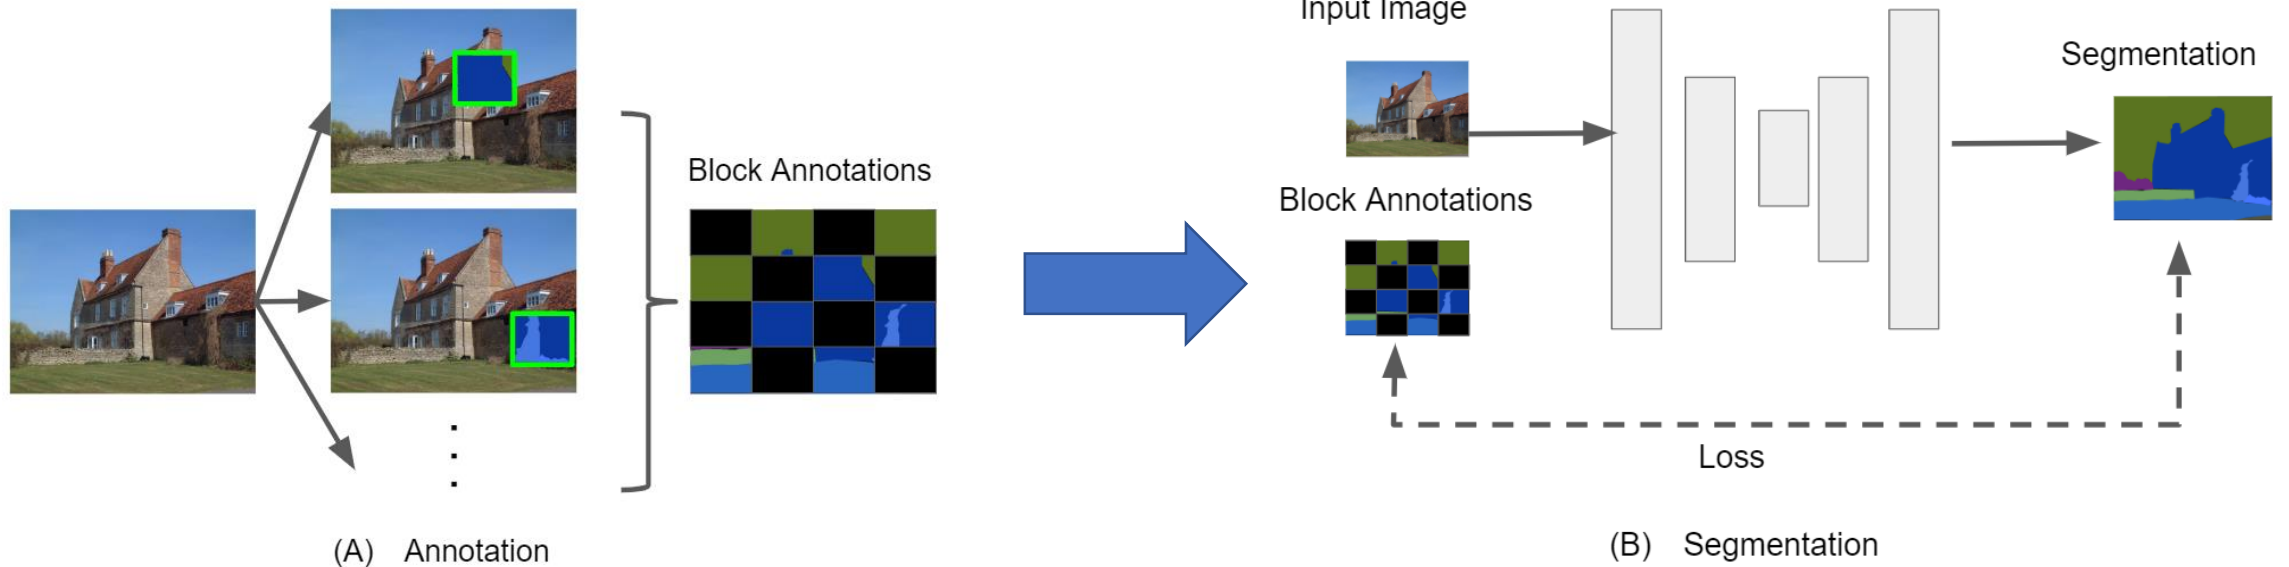 Block Annotations
(A) Annotation
Input Image
Block Annotations
Segmentation
Loss
(B) Segmentation